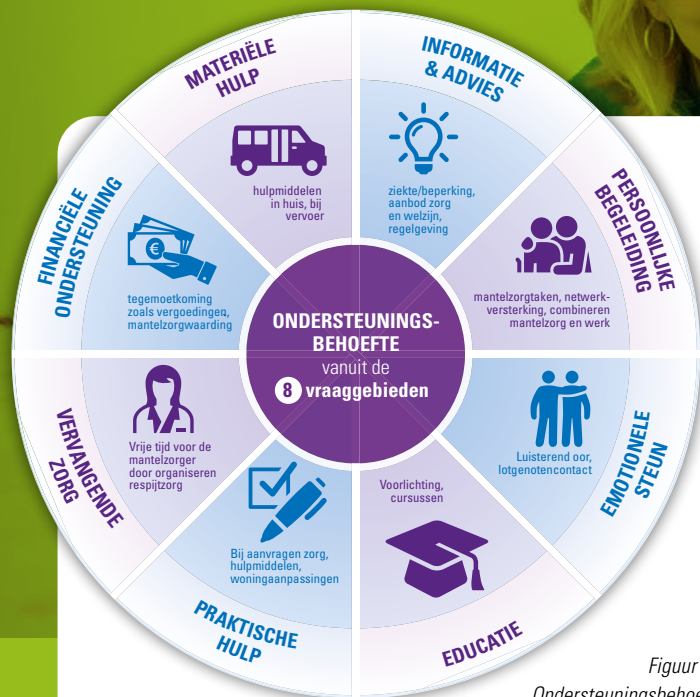 INFORMATIE
& ADVIES
ziekte/beperking,
aanbod zorg
en welzijn,
regelgeving
PERSOONLIJKE
BEGELEIDING
mantelzorgtaken, netwerk-
versterking, combineren
mantelzorg en werk
EMOTIONELE
STEUN
Luisterend oor,
lotgenotencontact
EDUCATIE
Voorlichting,
cursussen
PRAKTISCHE
HULP
Bij aanvragen zorg,
hulpmiddelen,
woningaanpassingen
VERVANGENDE
ZORG
Vrije tijd voor de
mantelzorger
door organiseren
respijtzorg
FINANCIËLE
ONDERSTEUNING
€
tegemoetkoming
zoals vergoedingen,
mantelzorgwaarding
MATERIËLE
HULP
hulpmiddelen
in huis, bij
vervoer
ONDERSTEUNINGS-
BEHOEFTE
vanuit de
8 vraaggebieden
Figuur
Ondersteuningsbeho